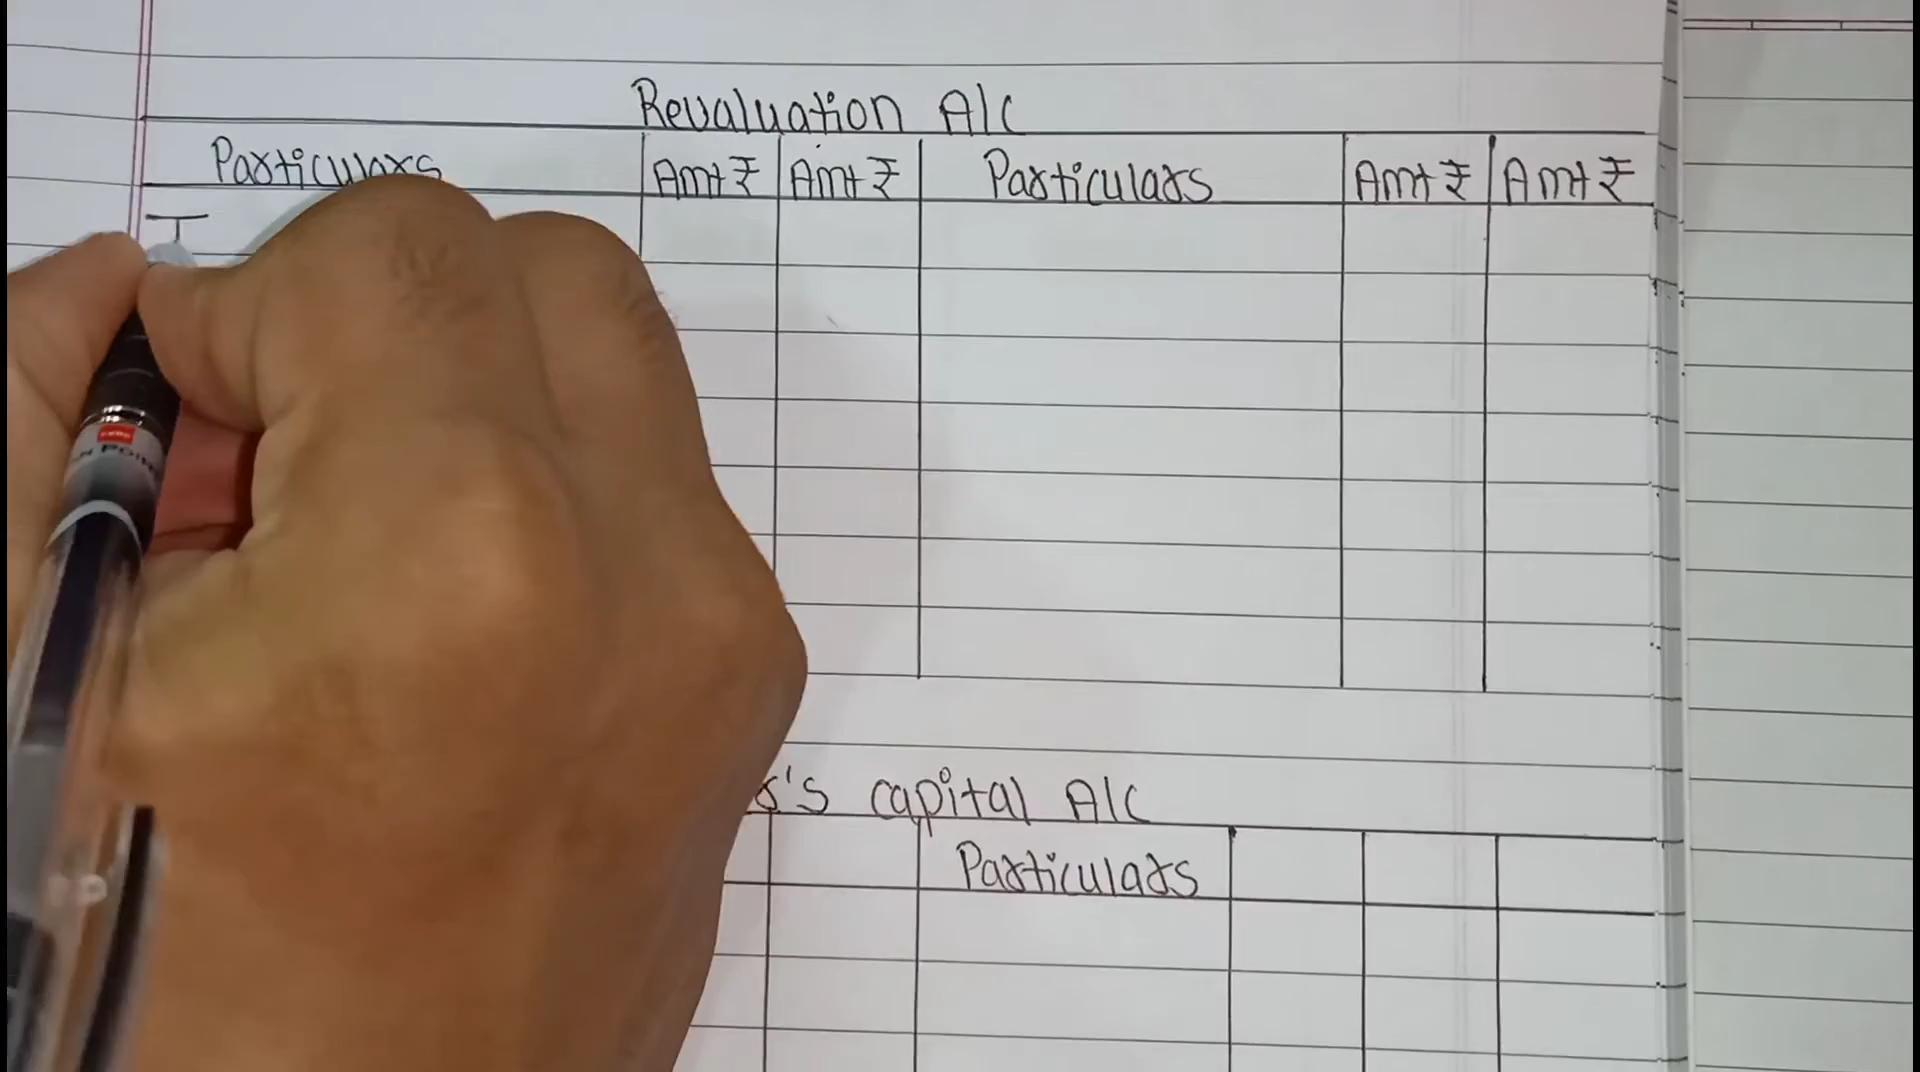 Revaluation A/C
Particulars Amt ₹ Amt ₹ Particulars Amt ₹ Amt ₹
T
's capital A/C
Particulars